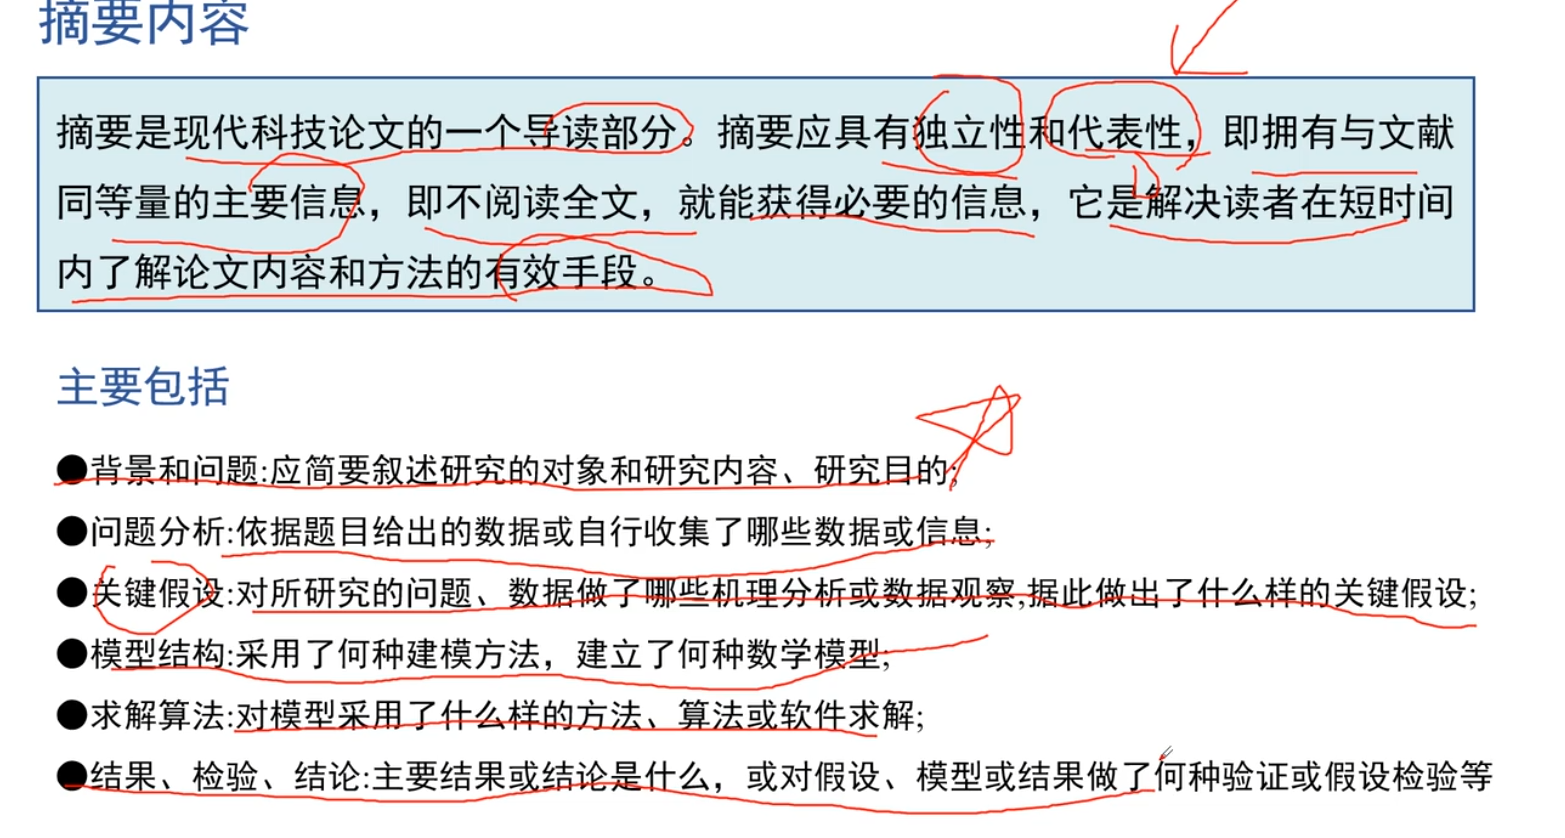 摘要内容
摘要是现代科技论文的一个导读部分。摘要应具有独立性和代表性，即拥有与文献
同等量的主要信息，即不阅读全文，就能获得必要的信息，它是解决读者在短时间
内了解论文内容和方法的有效手段。
主要包括
●背景和问题:应简要叙述研究的对象和研究内容、研究目的;
●问题分析:依据题目给出的数据或自行收集了哪些数据或信息;
●关键假设:对所研究的问题、数据做了哪些机理分析或数据观察,据此做出了什么样的关键假设;
●模型结构:采用了何种建模方法，建立了何种数学模型;
●求解算法:对模型采用了什么样的方法、算法或软件求解;
●结果、检验、结论:主要结果或结论是什么，或对假设、模型或结果做了何种验证或假设检验等